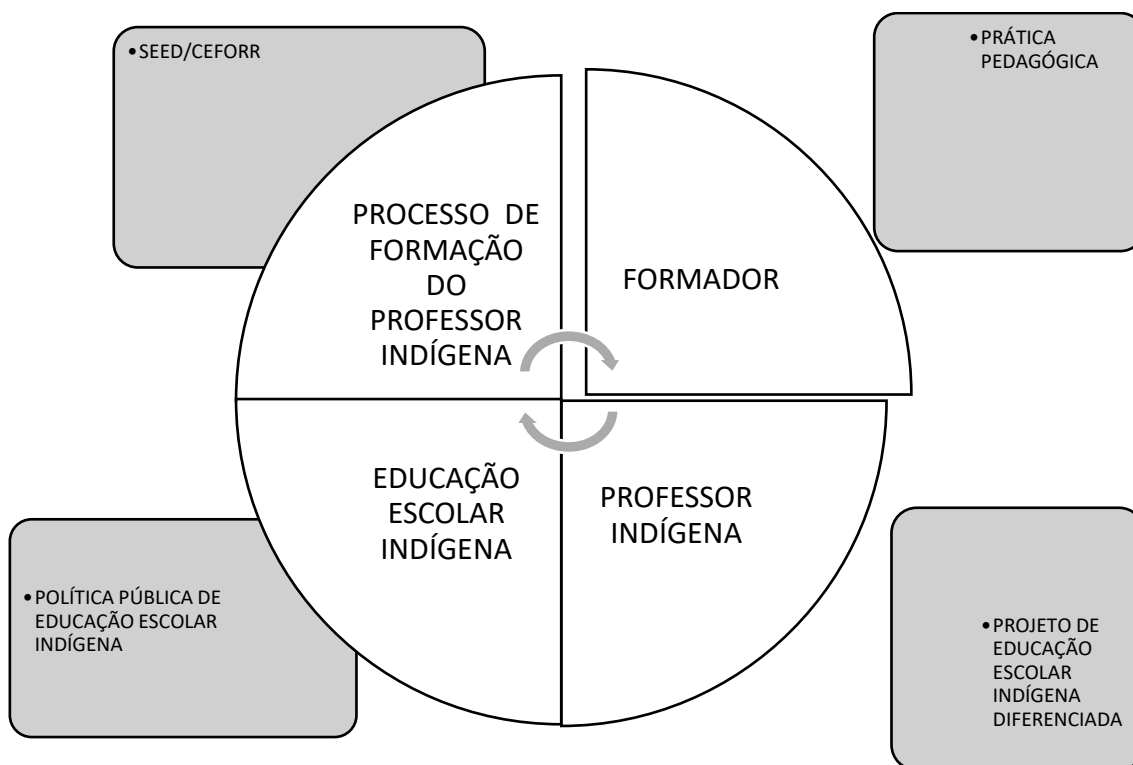 •SEED/CEFORR
•PRÁTICA
PEDAGÓGICA
PROCESSO DE
FORMAÇÃO
DO
PROFESSOR
INDÍGENA
FORMADOR
EDUCAÇÃO
ESCOLAR
INDÍGENA
PROFESSOR
INDÍGENA
•POLÍTICA PÚBLICA DE
EDUCAÇÃO ESCOLAR
INDÍGENA
•PROJETO DE
EDUCAÇÃO
ESCOLAR
INDÍGENA
DIFERENCIADA